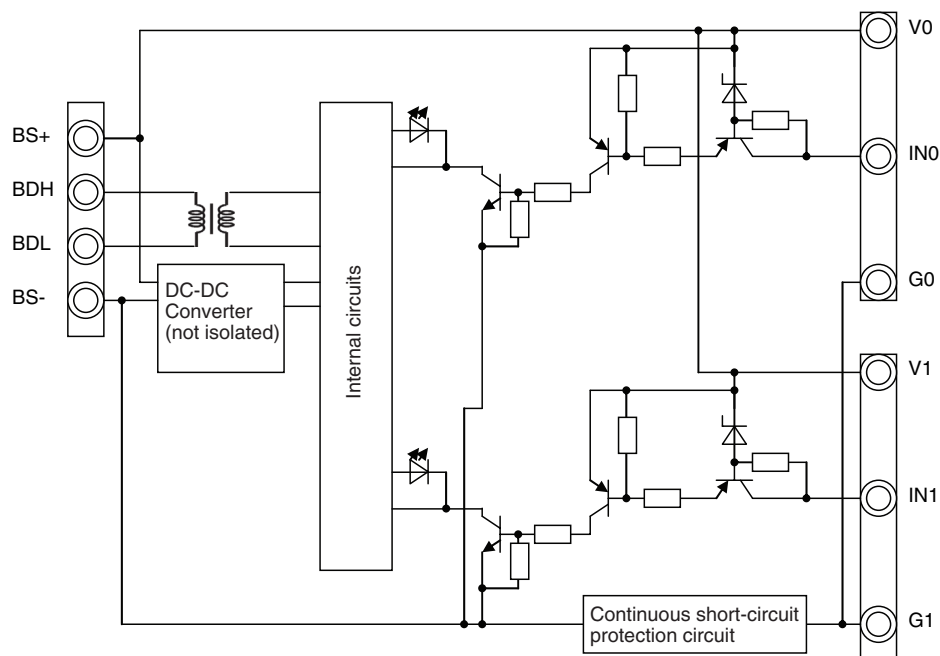 BS+
BDH
BDL
BS-
DC-DC
Converter
(not isolated)
Internal circuits
V0
IN0
G0
V1
IN1
G1
Continuous short-circuit
protection circuit